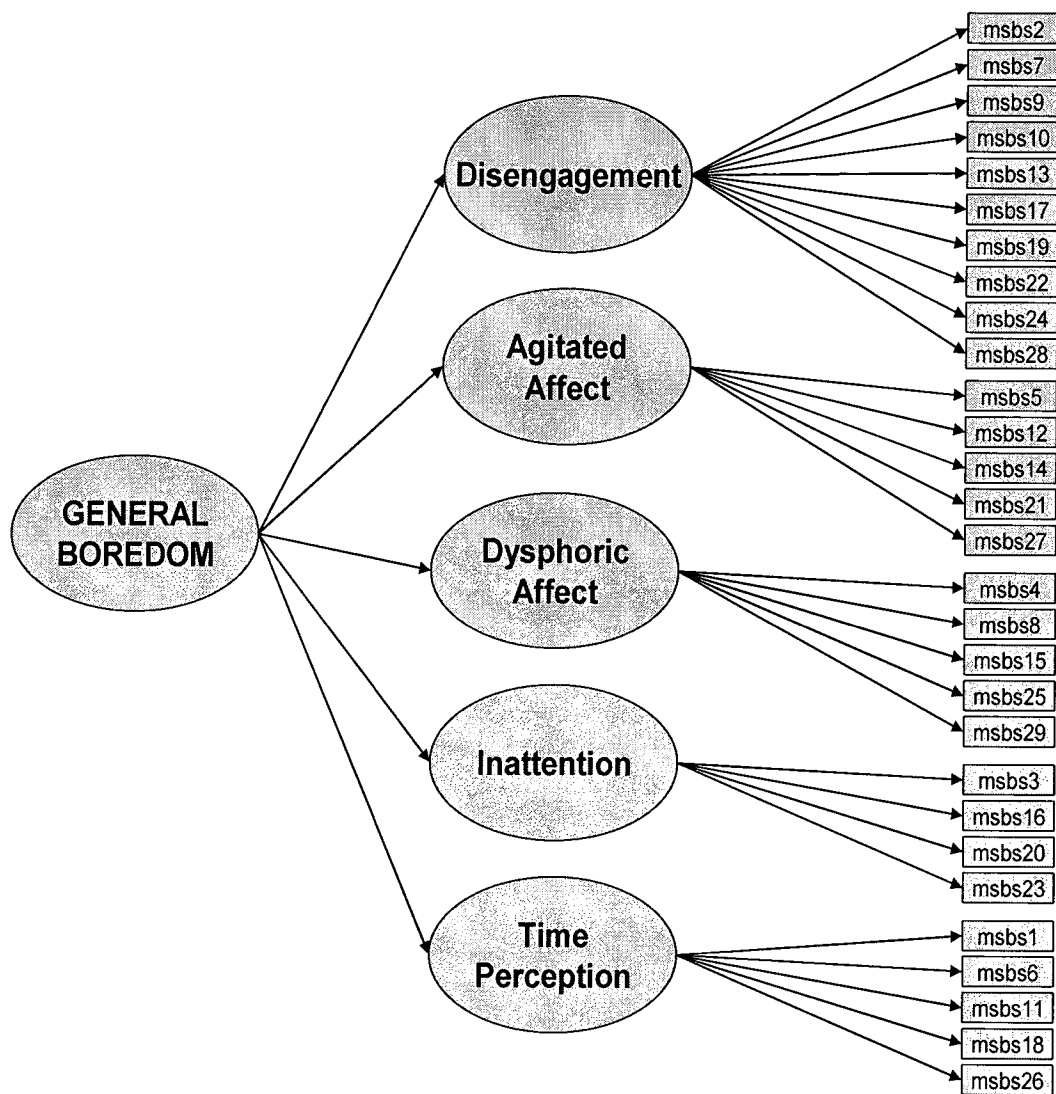 GENERAL
BOREDOM
Disengagement
msbs2
msbs7
msbs9
msbs10
msbs13
msbs17
msbs19
msbs22
msbs24
msbs28
Agitated
Affect
msbs5
msbs12
msbs14
msbs21
msbs27
Dysphoric
Affect
msbs4
msbs8
msbs15
msbs25
msbs29
Inattention
msbs3
msbs16
msbs20
msbs23
Time
Perception
msbs1
msbs6
msbs11
msbs18
msbs26